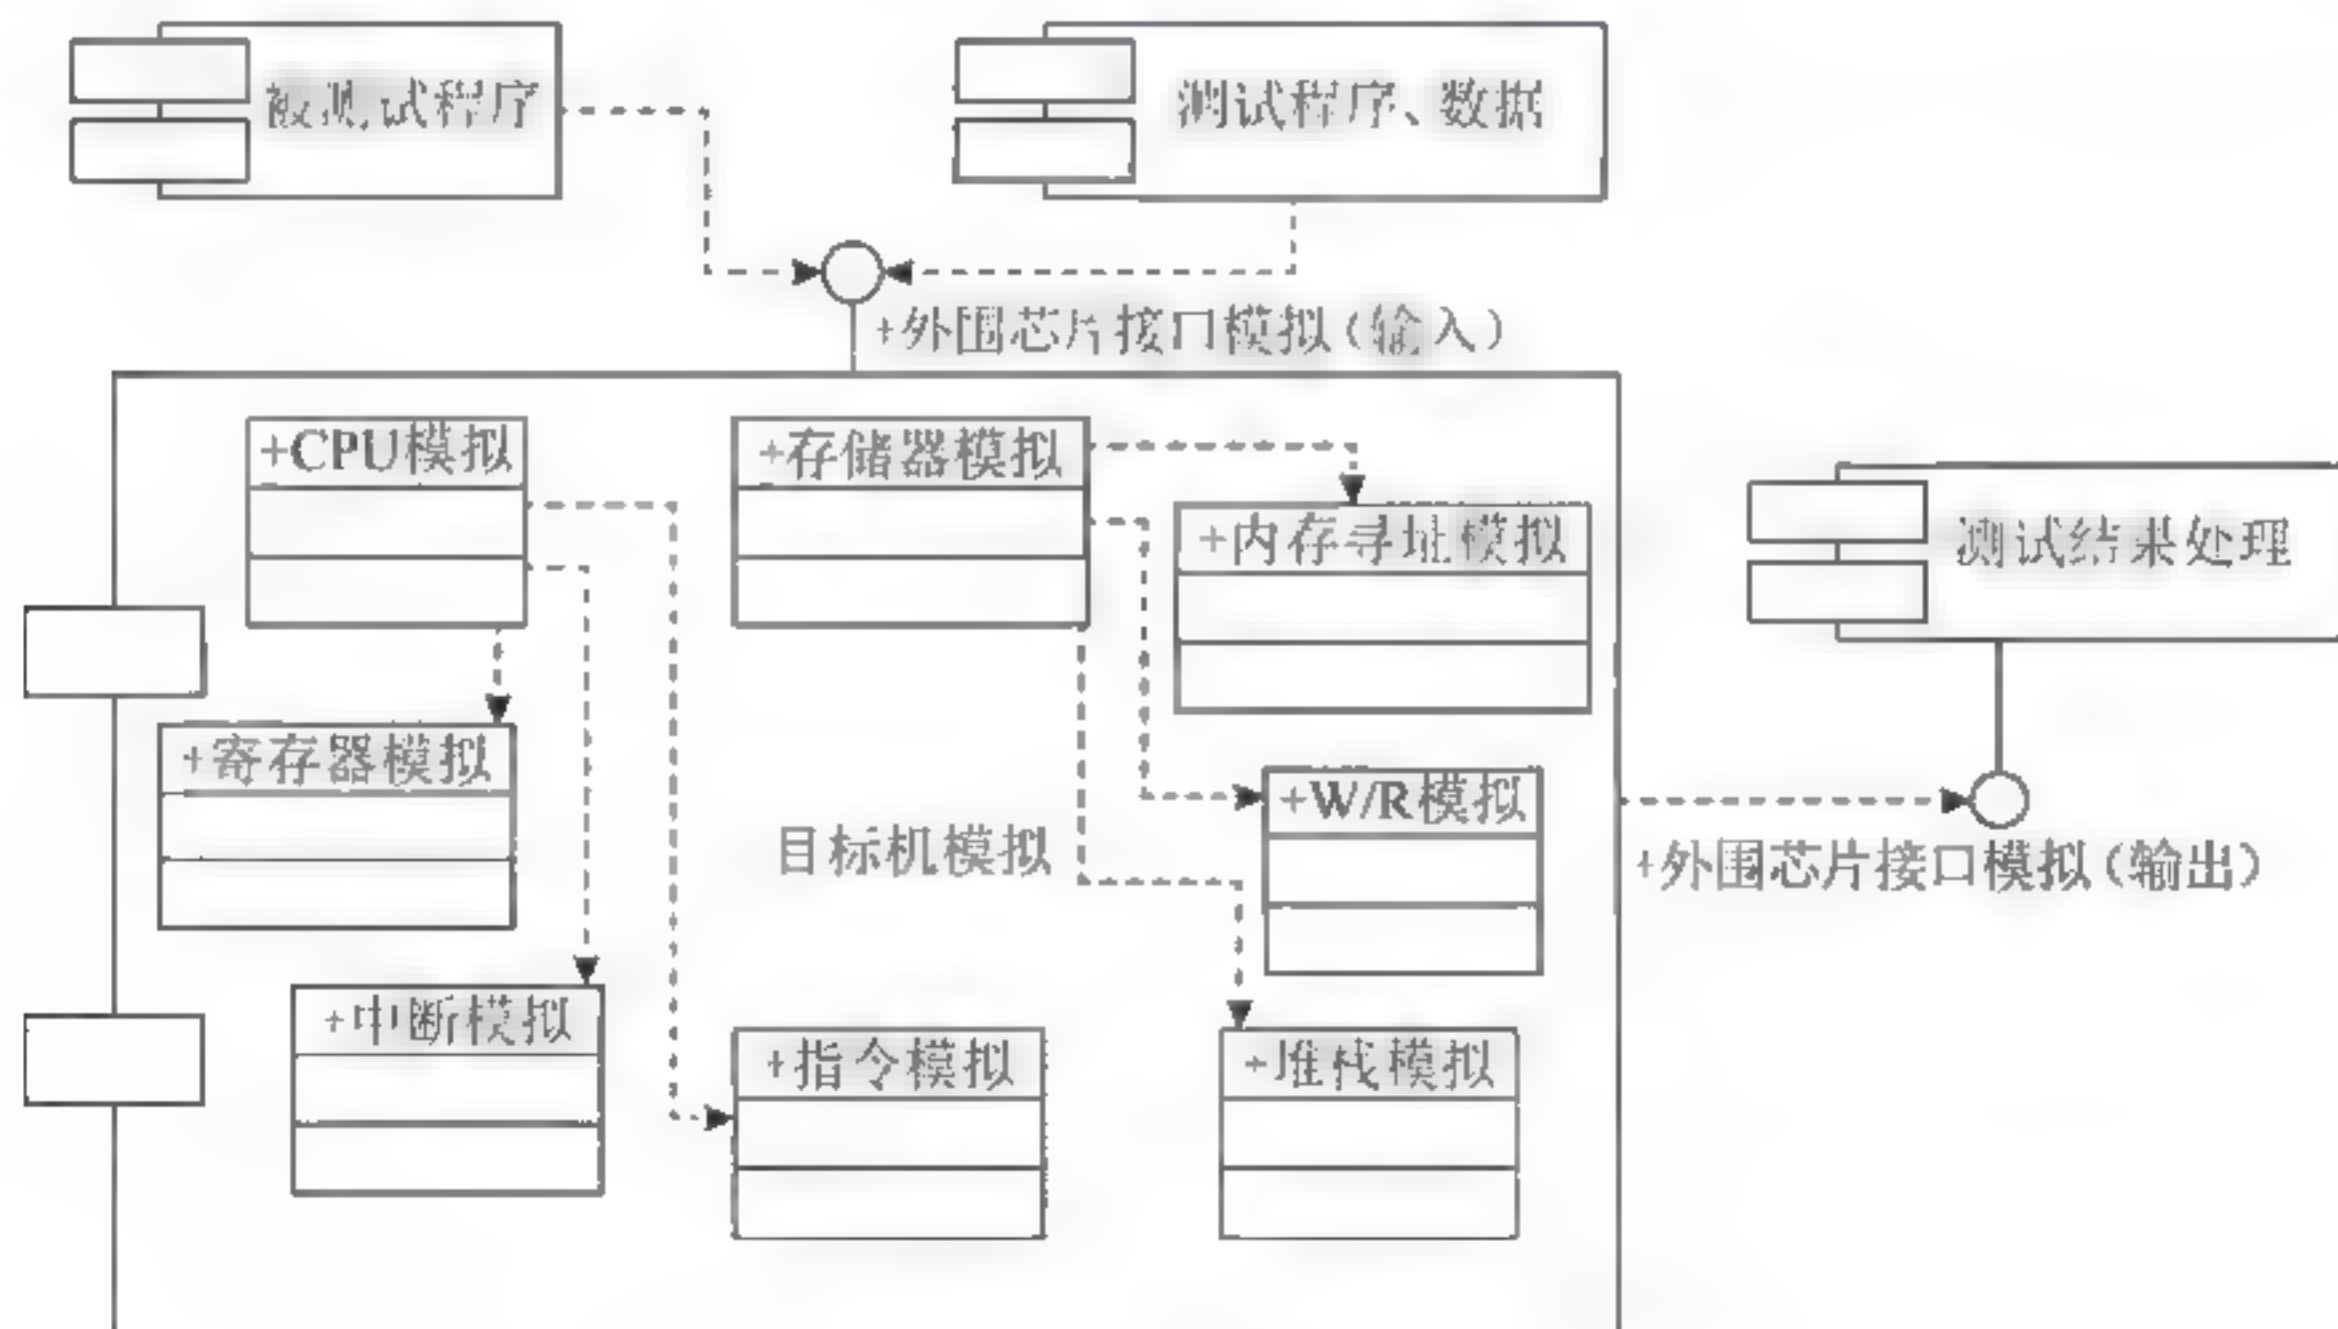 被测试程序
测试程序、数据
+外围芯片接口模拟(输入)
+CPU模拟
+存储器模拟
+内存寻址模拟
测试结果处理
+寄存器模拟
+W/R模拟
目标机模拟
+外围芯片接口模拟(输出)
+中断模拟
+指令模拟
+堆栈模拟